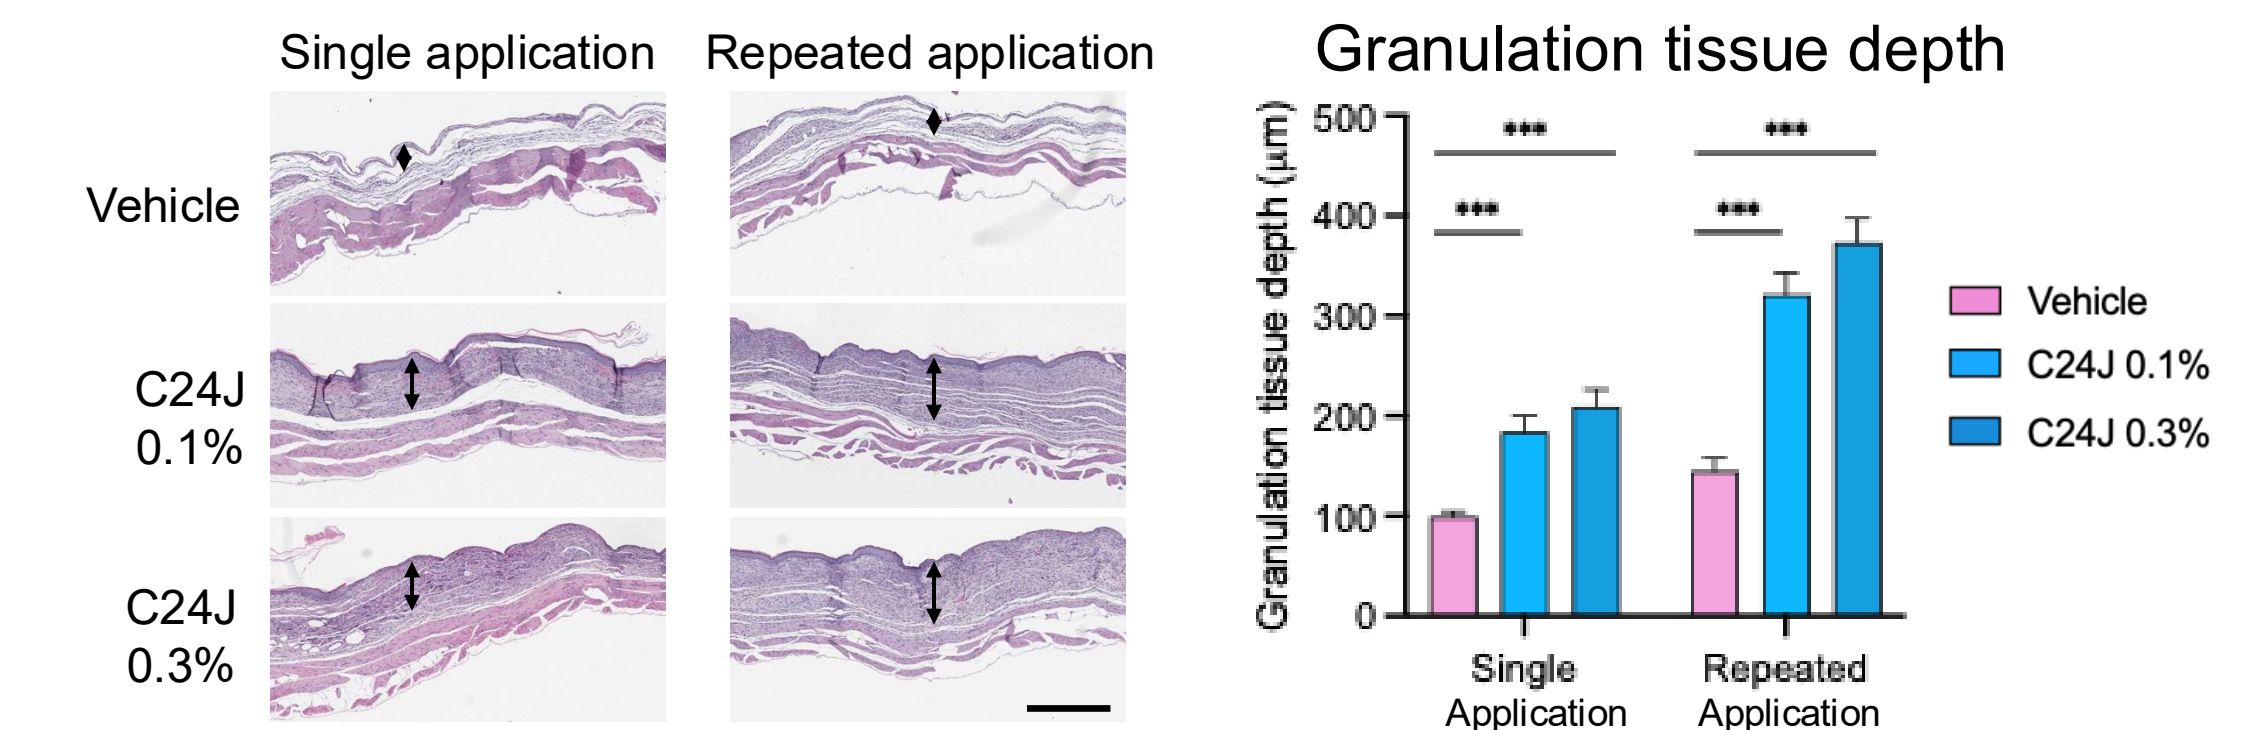 Single application
Repeated application
Vehicle
C24J
0.1%
C24J
0.3%
Granulation tissue depth
Granulation tissue depth (µm)
500
400
300
200
100
0
***
***
***
***
Single
Application
Repeated
Application
Vehicle
C24J 0.1%
C24J 0.3%